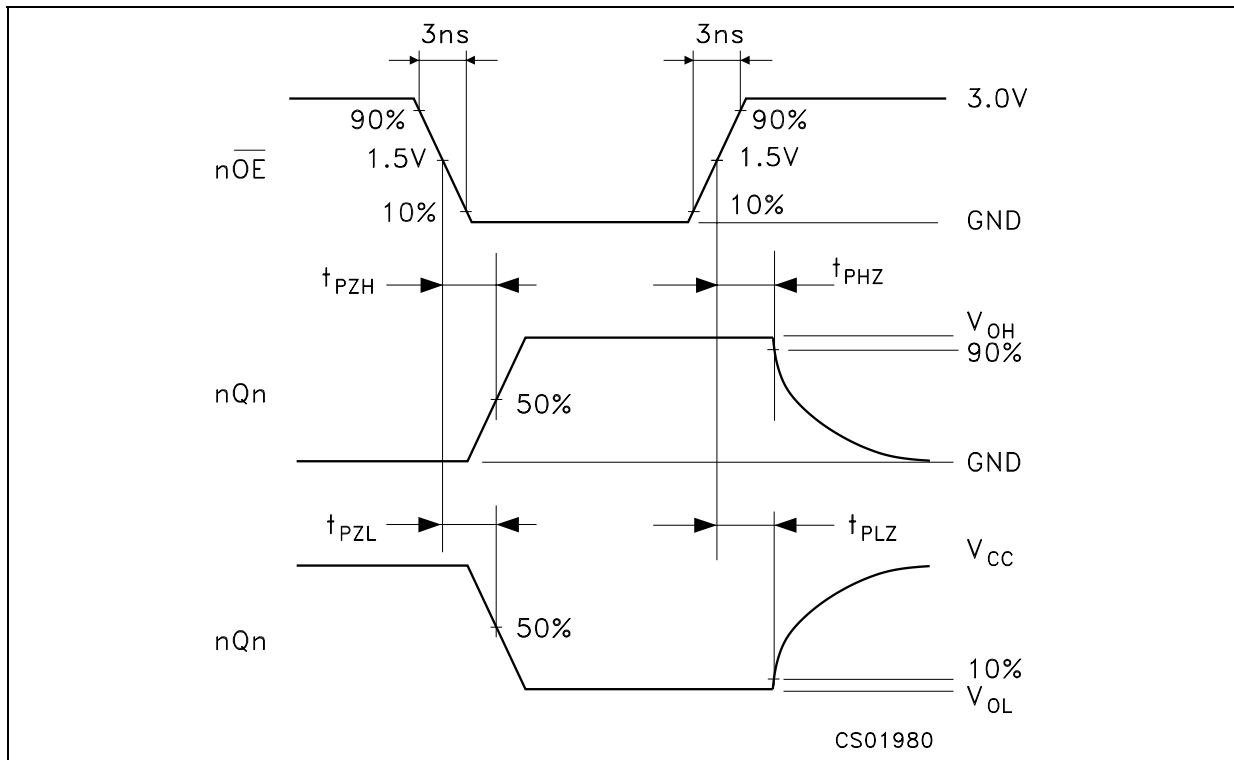 3ns 3ns
3.0V
90% 90%
nOE 1.5V 1.5V
10% 10%
GND
tPZH tPHZ
VOH
90%
nQn
50%
GND
tPZL tPLZ
VCC
nQn 50%
10%
VOL
CS01980